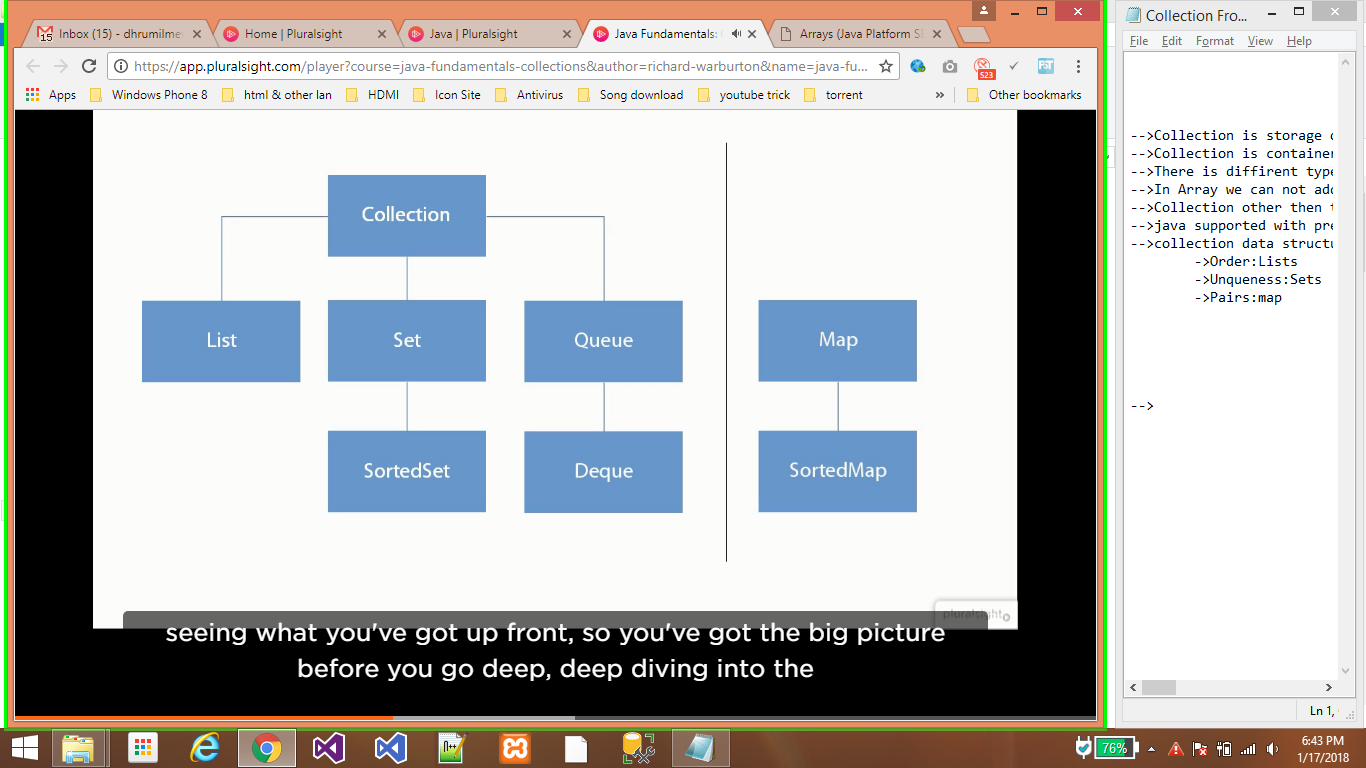 Inbox (15) - dhrumilme
Home | Pluralsight
Java | Pluralsight
Java Fundamentals:
Arrays (Java Platform S
https://app.pluralsight.com/player?course=java-fundamentals-collections&author=richard-warburton&name=java-fu...
523
Apps
Windows Phone 8
html & other lan
HDMI
Icon Site
Antivirus
Song download
youtube trick
torrent
»
Other bookmarks
Collection
List
Set
Queue
Map
SortedSet
Deque
SortedMap
pluralsight
seeing what you've got up front, so you've got the big picture
before you go deep, deep diving into the
Collection Fro...
File Edit Format View Help
-->Collection is storage
-->Collection is container
-->There is diffirent type
-->In Array we can not add
-->Collection other then
-->java supported with pre
-->collection data structu
->Order:Lists
->Unqueness:Sets
->Pairs:map
-->
Ln 1,
76%
6:43 PM
1/17/2018